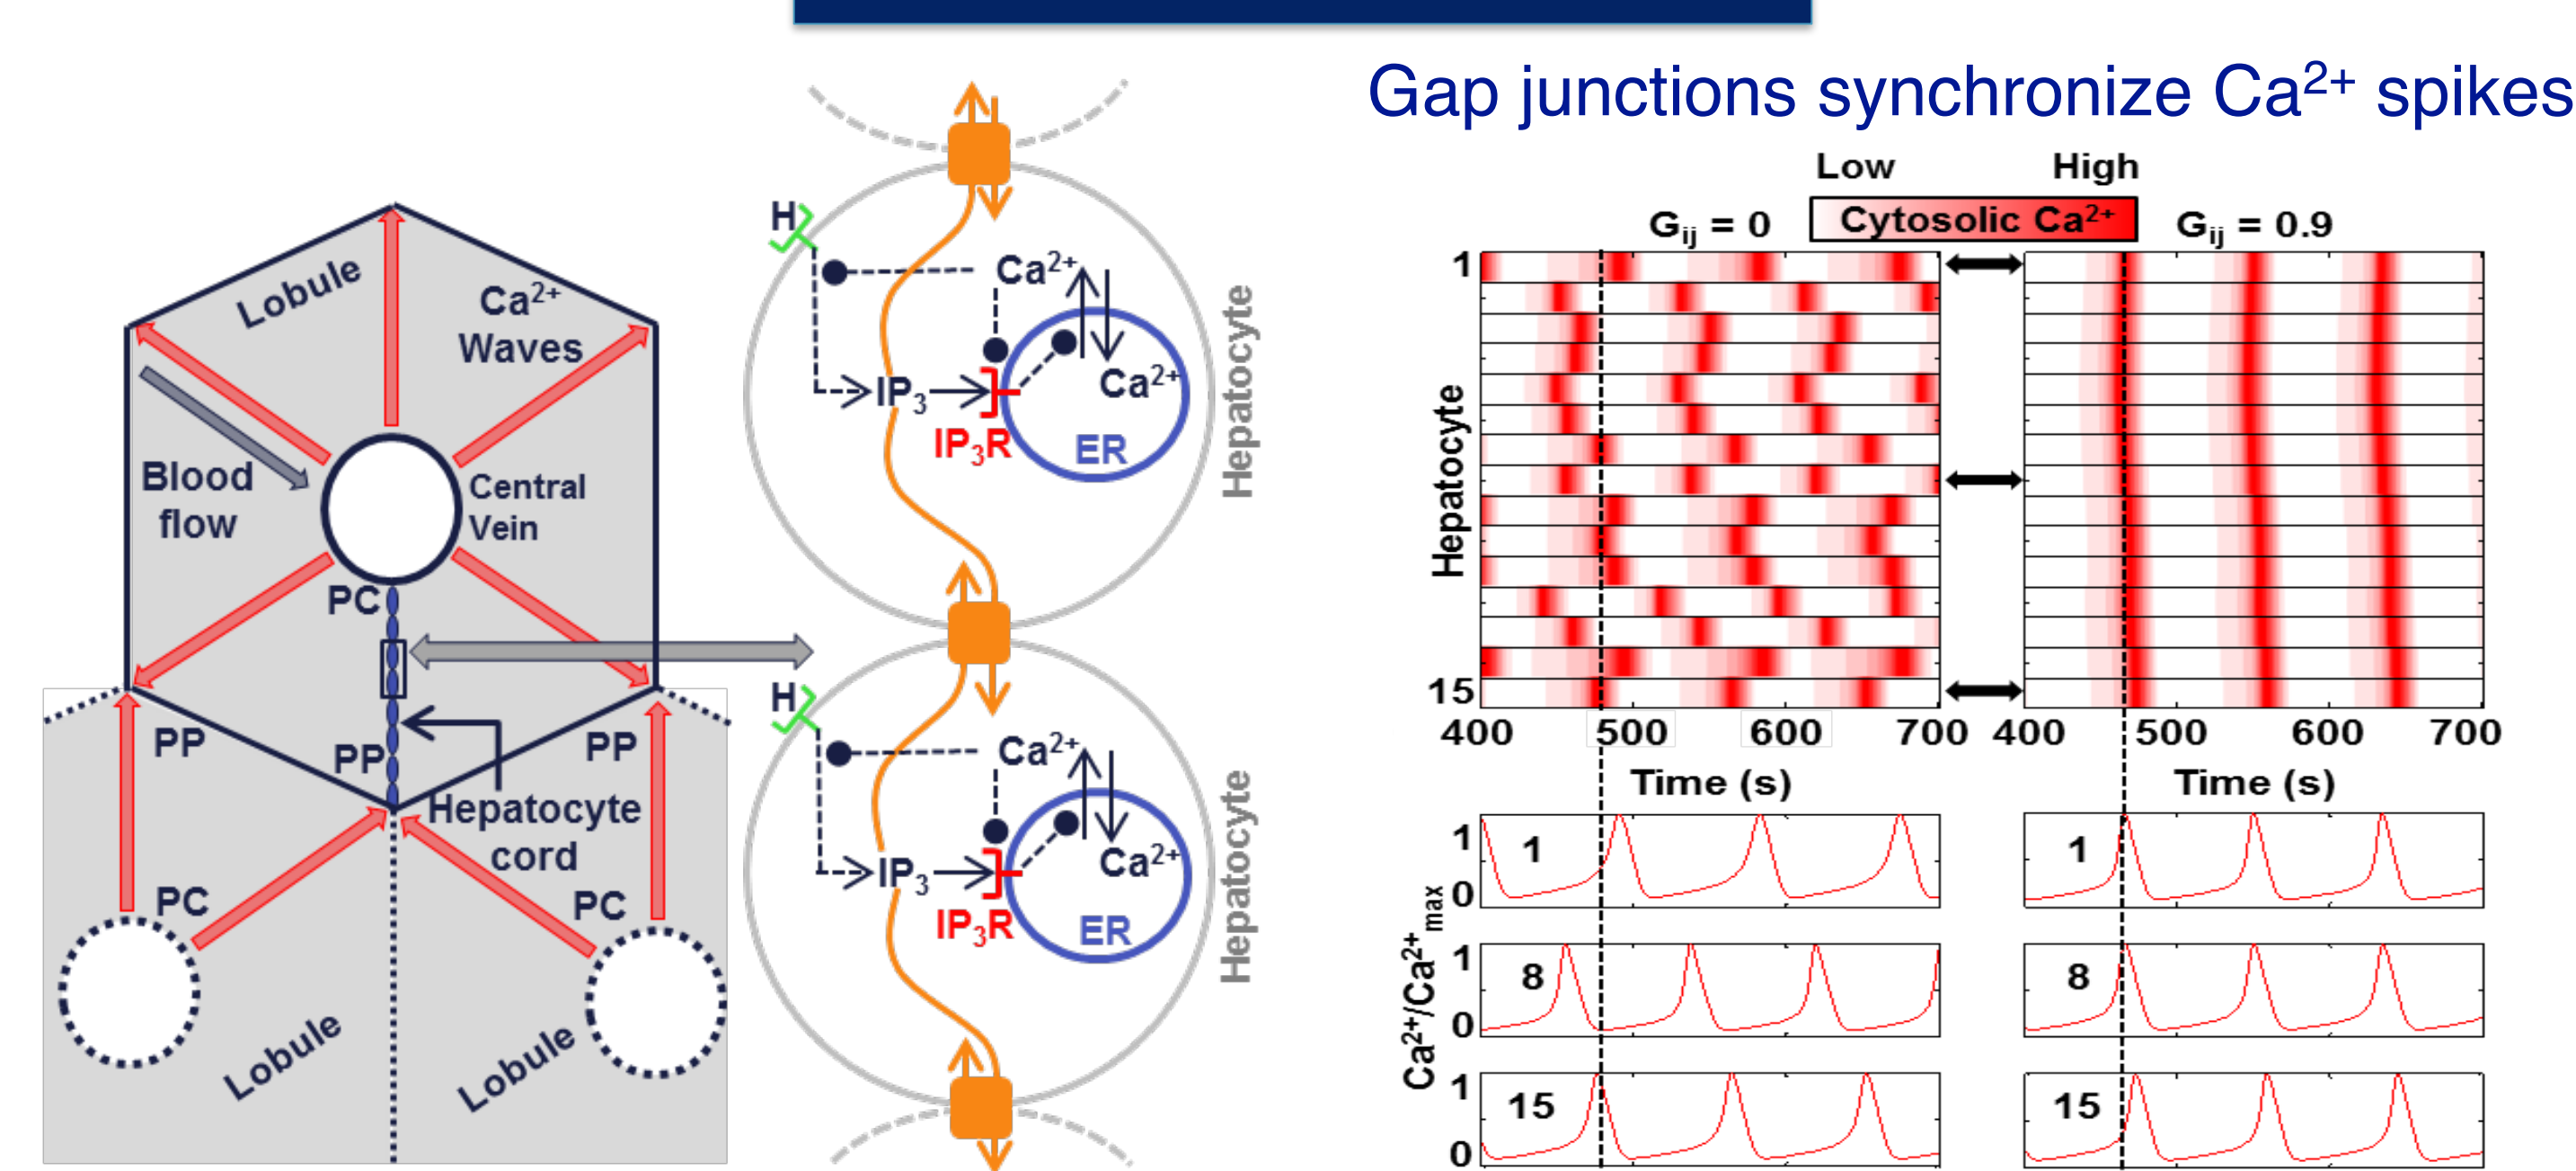 Gap junctions synchronize Ca²⁺ spikes
Lobule
Ca²⁺
Waves
Blood
flow
Central
Vein
PC
PP
PP
PP
Hepatocyte
cord
PC
PC
Lobule
Lobule
H
Ca²⁺
IP₃
IP₃R
Ca²⁺
ER
Hepatocyte
H
Ca²⁺
IP₃
IP₃R
Ca²⁺
ER
Hepatocyte
Low High
Gᵢⱼ = 0
Cytosolic Ca²⁺
Gᵢⱼ = 0.9
Hepatocyte
1
15
400 500 600 700
400 500 600 700
Time (s)
Time (s)
Ca²⁺/Ca²⁺max
1
0
1
1
1
0
8
8
1
0
15
15